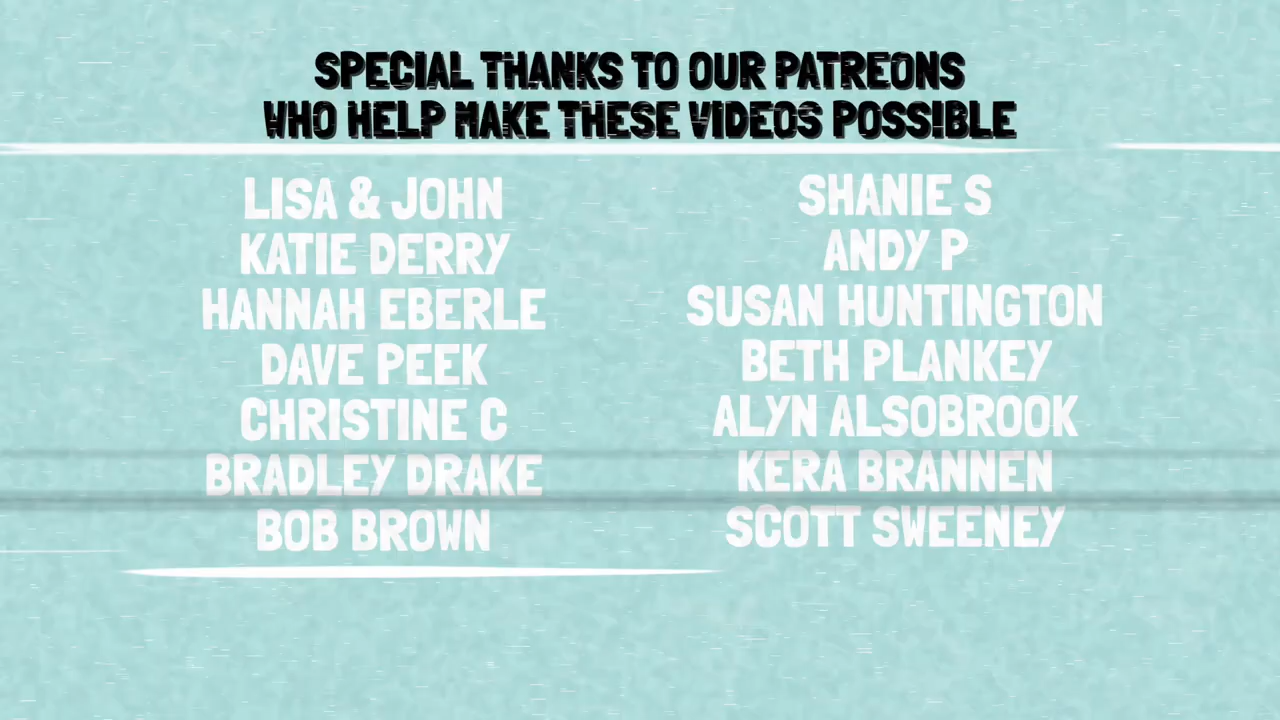 SPECIAL THANKS TO OUR PATREONS
WHO HELP MAKE THESE VIDEOS POSSIBLE
LISA & JOHN
KATIE DERRY
HANNAH EBERLE
DAVE PEEK
CHRISTINE C
BRADLEY DRAKE
BOB BROWN
SHANIE S
ANDY P
SUSAN HUNTINGTON
BETH PLANKEY
ALYN ALSOBROOK
KERA BRANNEN
SCOTT SWEENEY